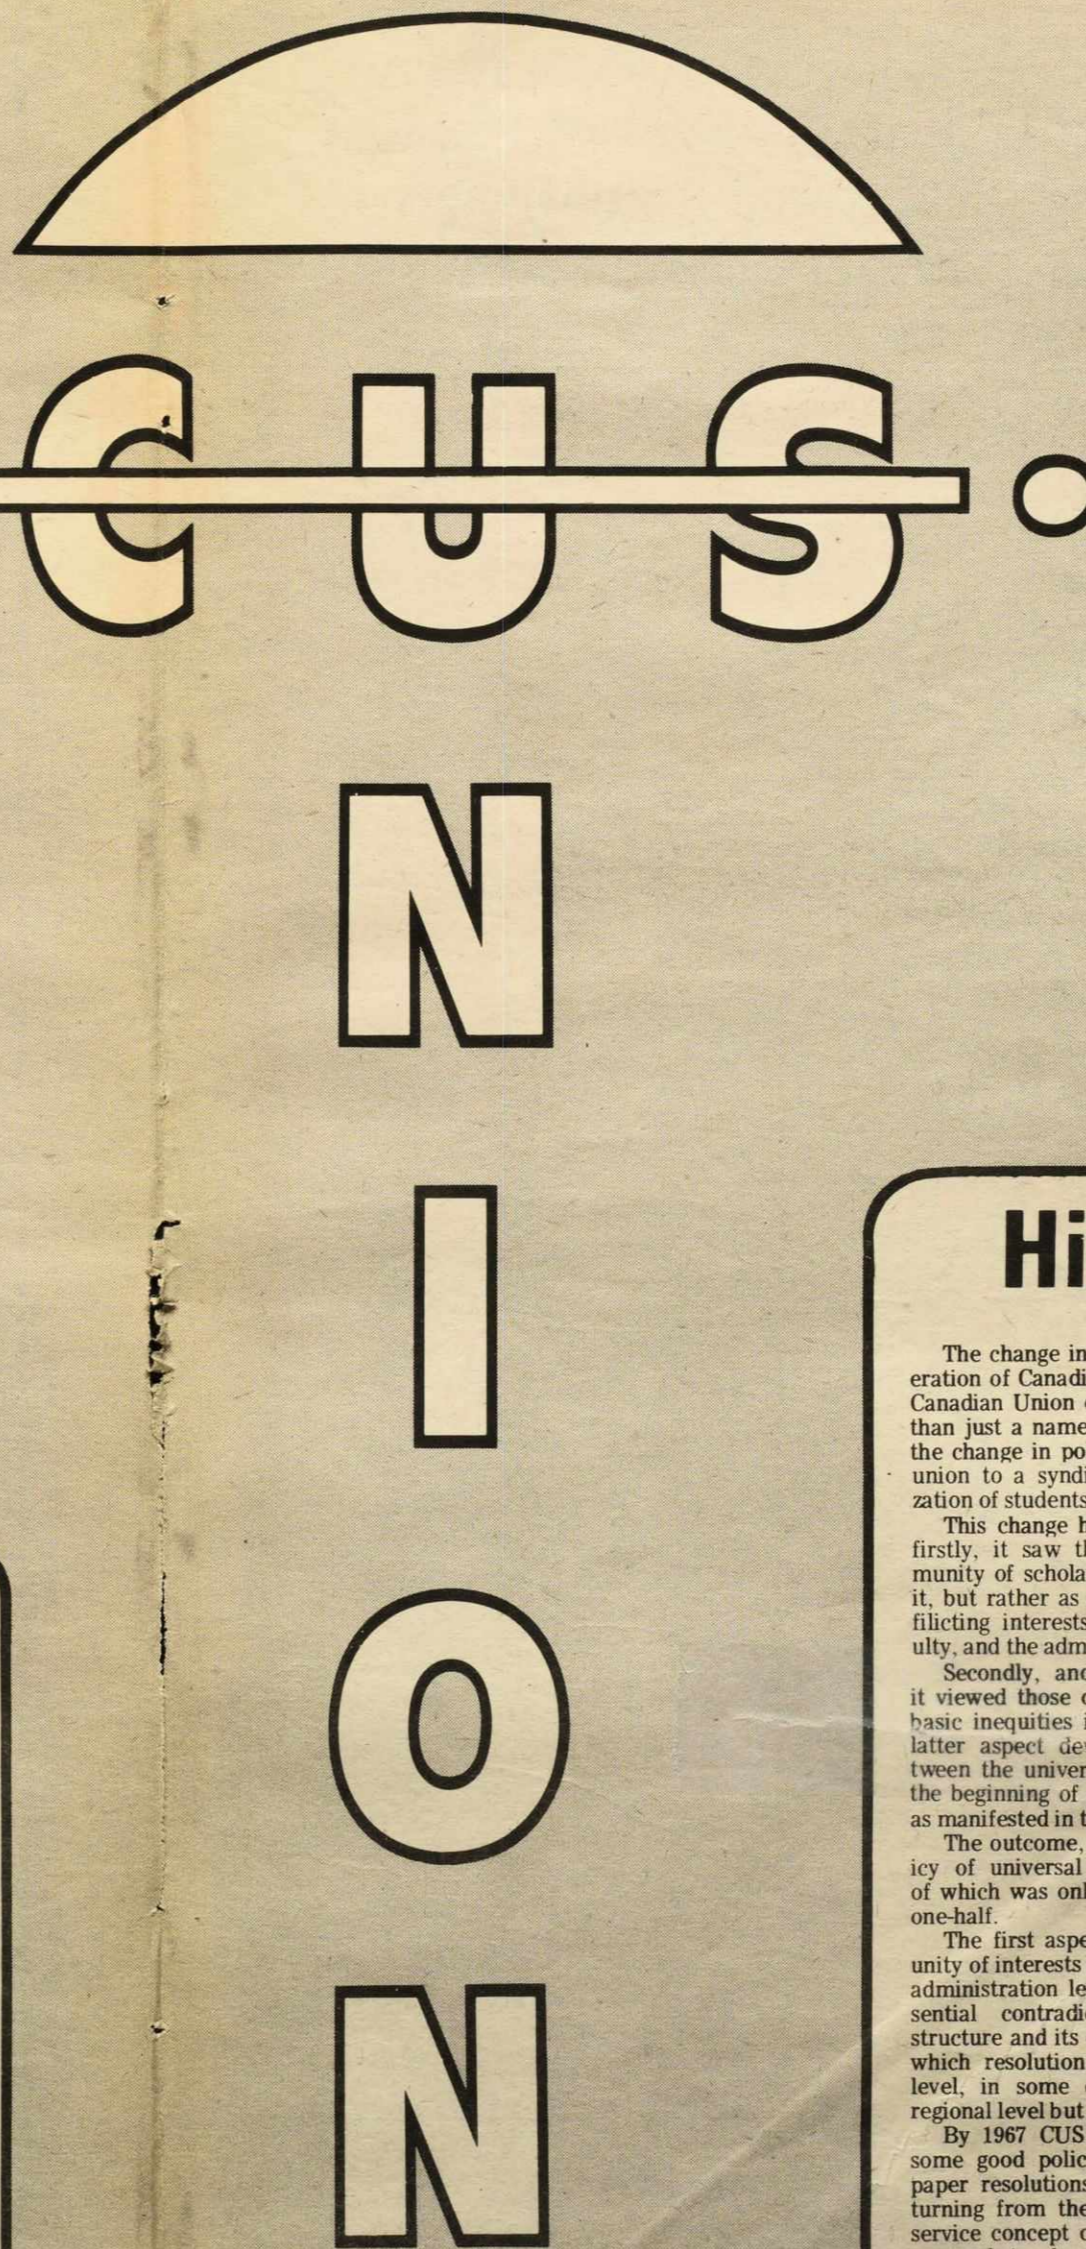 CUS
N
I
O
N
Hi
The change in
eration of Canadi
Canadian Union
than just a name
the change in po
union to a syndi
zation of students
This change h
firstly, it saw th
munity of schola
it, but rather as
filicting interests
ulty, and the adm
Secondly, and
it viewed those
basic inequities i
latter aspect dev
tween the univer
the beginning of
as manifested in t
The outcome,
icy of universal
of which was onl
one-half.
The first aspe
unity of interests
administration le
sential contradi
structure and its
which resolution
level, in some
regional level but
By 1967 CUS
some good polic
paper resolutions
turning from the
service concept